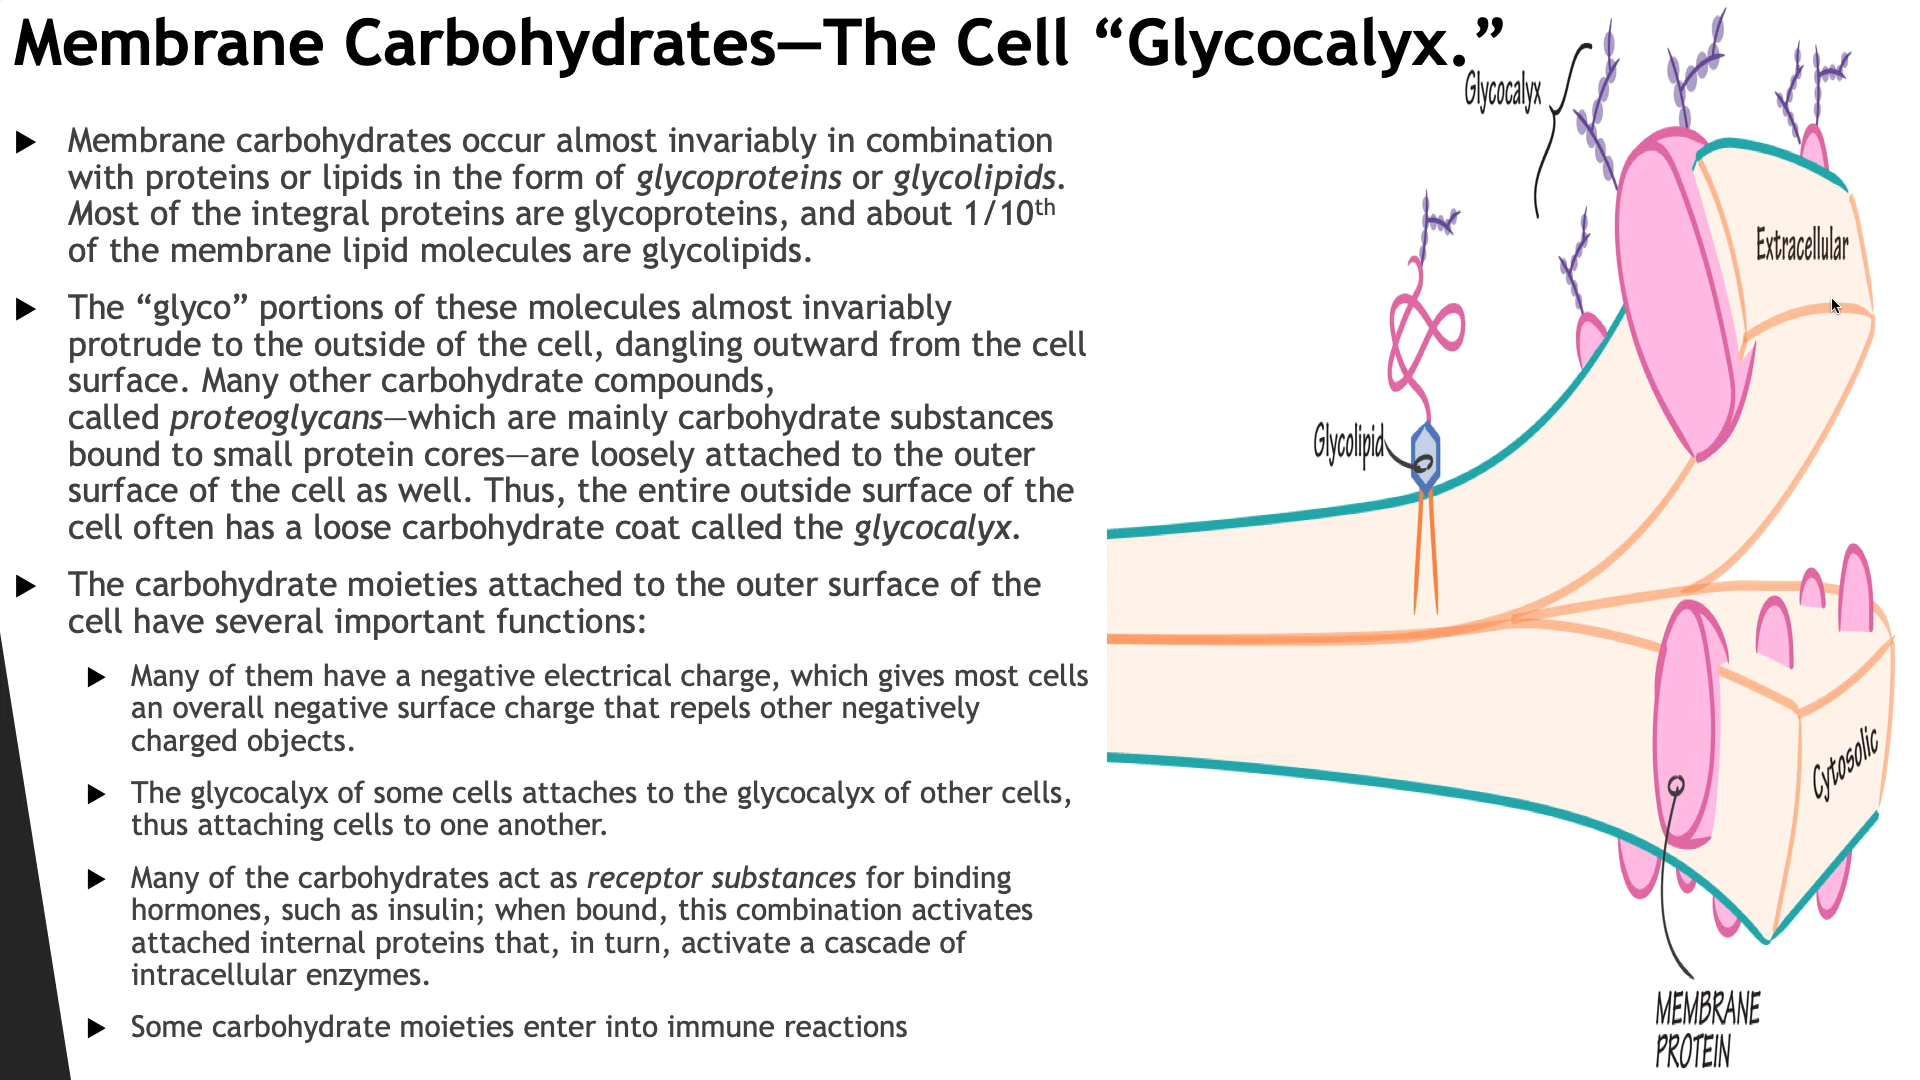 Membrane Carbohydrates—The Cell “Glycocalyx.”
Membrane carbohydrates occur almost invariably in combination
with proteins or lipids in the form of glycoproteins or glycolipids.
Most of the integral proteins are glycoproteins, and about 1/10th
of the membrane lipid molecules are glycolipids.
The “glyco” portions of these molecules almost invariably
protrude to the outside of the cell, dangling outward from the cell
surface. Many other carbohydrate compounds,
called proteoglycans—which are mainly carbohydrate substances
bound to small protein cores—are loosely attached to the outer
surface of the cell as well. Thus, the entire outside surface of the
cell often has a loose carbohydrate coat called the glycocalyx.
The carbohydrate moieties attached to the outer surface of the
cell have several important functions:
Many of them have a negative electrical charge, which gives most cells
an overall negative surface charge that repels other negatively
charged objects.
The glycocalyx of some cells attaches to the glycocalyx of other cells,
thus attaching cells to one another.
Many of the carbohydrates act as receptor substances for binding
hormones, such as insulin; when bound, this combination activates
attached internal proteins that, in turn, activate a cascade of
intracellular enzymes.
Some carbohydrate moieties enter into immune reactions
Glycocalyx
Extracellular
Glycolipid
Cytosolic
MEMBRANE
PROTEIN